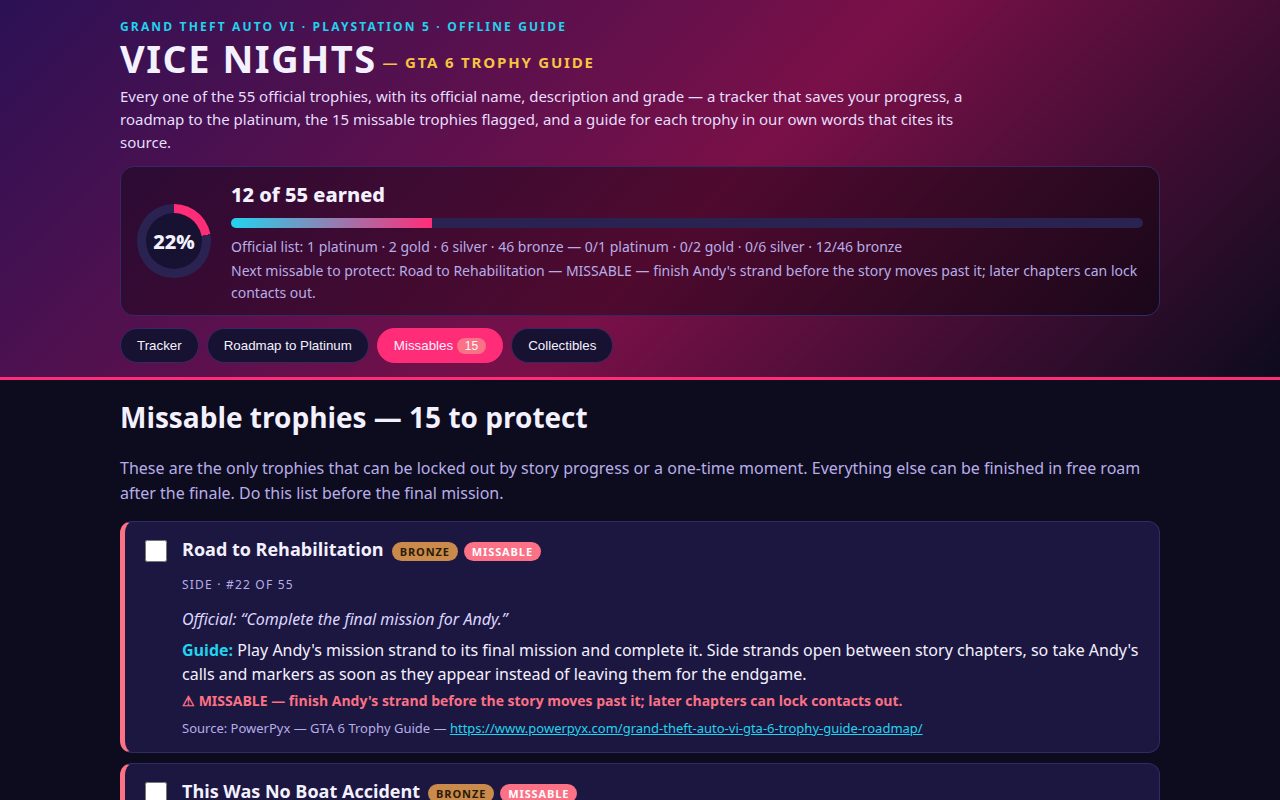 GRAND THEFT AUTO VI · PLAYSTATION 5 · OFFLINE GUIDE
VICE NIGHTS — GTA 6 TROPHY GUIDE
Every one of the 55 official trophies, with its official name, description and grade — a tracker that saves your progress, a
roadmap to the platinum, the 15 missable trophies flagged, and a guide for each trophy in our own words that cites its
source.
12 of 55 earned
22%
Official list: 1 platinum · 2 gold · 6 silver · 46 bronze — 0/1 platinum · 0/2 gold · 0/6 silver · 12/46 bronze
Next missable to protect: Road to Rehabilitation — MISSABLE — finish Andy's strand before the story moves past it; later chapters can lock
contacts out.
Tracker Roadmap to Platinum Missables 15 Collectibles
Missable trophies — 15 to protect
These are the only trophies that can be locked out by story progress or a one-time moment. Everything else can be finished in free roam
after the finale. Do this list before the final mission.
Road to Rehabilitation BRONZE MISSABLE
SIDE · #22 OF 55
Official: “Complete the final mission for Andy.”
Guide: Play Andy's mission strand to its final mission and complete it. Side strands open between story chapters, so take Andy's
calls and markers as soon as they appear instead of leaving them for the endgame.
⚠ MISSABLE — finish Andy's strand before the story moves past it; later chapters can lock contacts out.
Source: PowerPyx — GTA 6 Trophy Guide — https://www.powerpyx.com/grand-theft-auto-vi-gta-6-trophy-guide-roadmap/
This Was No Boat Accident BRONZE MISSABLE